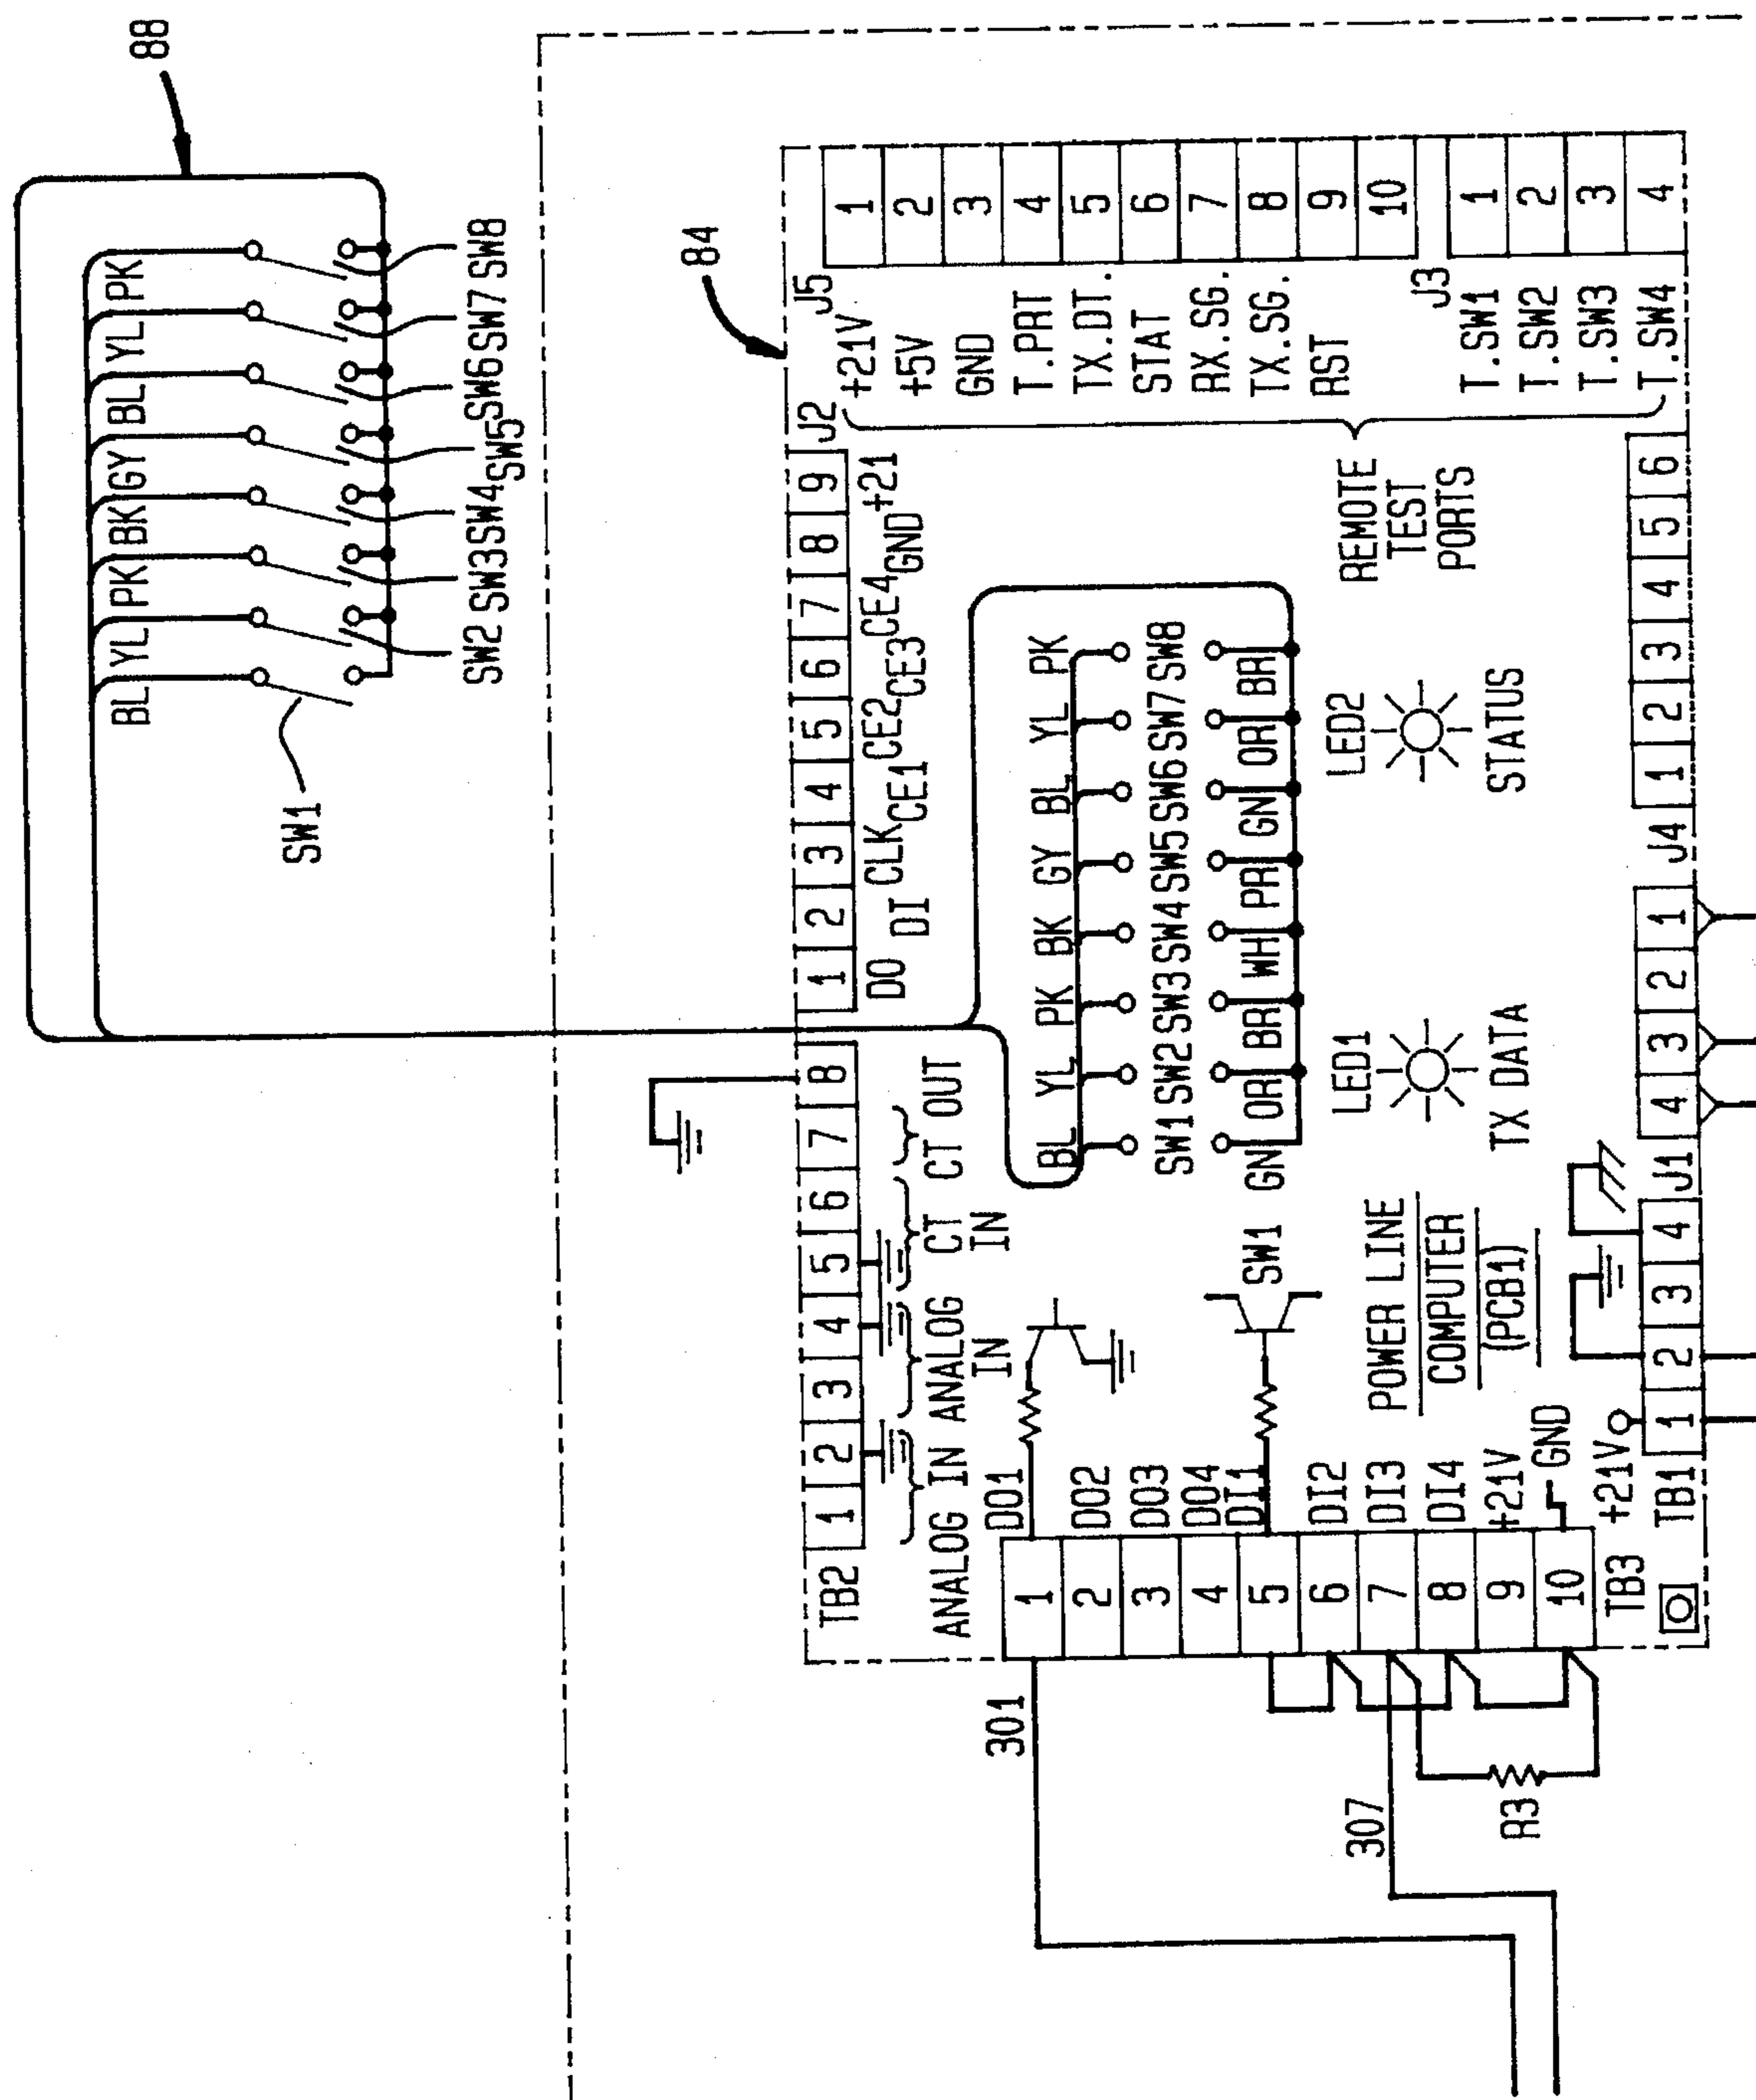 88
BL YL PK BK GY BL YL PK
SW1
SW2 SW3 SW4 SW5 SW6 SW7 SW8
84
TB2 1 2 3 4 5 6 7 8
1 2 3 4 5 6 7 8 9 J2
ANALOG IN
ANALOG IN
CT IN
CT OUT
DO DI CLK CE1 CE2 CE3 CE4 GND +21
J5
+21V 1
+5V 2
GND 3
T.PRT 4
TX.DT. 5
STAT 6
RX.SG. 7
TX.SG. 8
RST 9
10
J3
T.SW1 1
T.SW2 2
T.SW3 3
T.SW4 4
REMOTE
TEST
PORTS
BL YL PK BK GY BL YL PK
SW1 SW2 SW3 SW4 SW5 SW6 SW7 SW8
GN OR BR WH PR GN OR BR
301
1 DO1
2 DO2
3 DO3
4 DO4
5 DI1
6 DI2
7 DI3
8 DI4
9 +21V
10 GND
TB3
SW1
307
R3
LED1
TX DATA
LED2
STATUS
POWER LINE
COMPUTER
(PCB1)
+21V
TB1 1 2 3 4
J1 4 3 2 1
J4 1 2 3 4 5 6